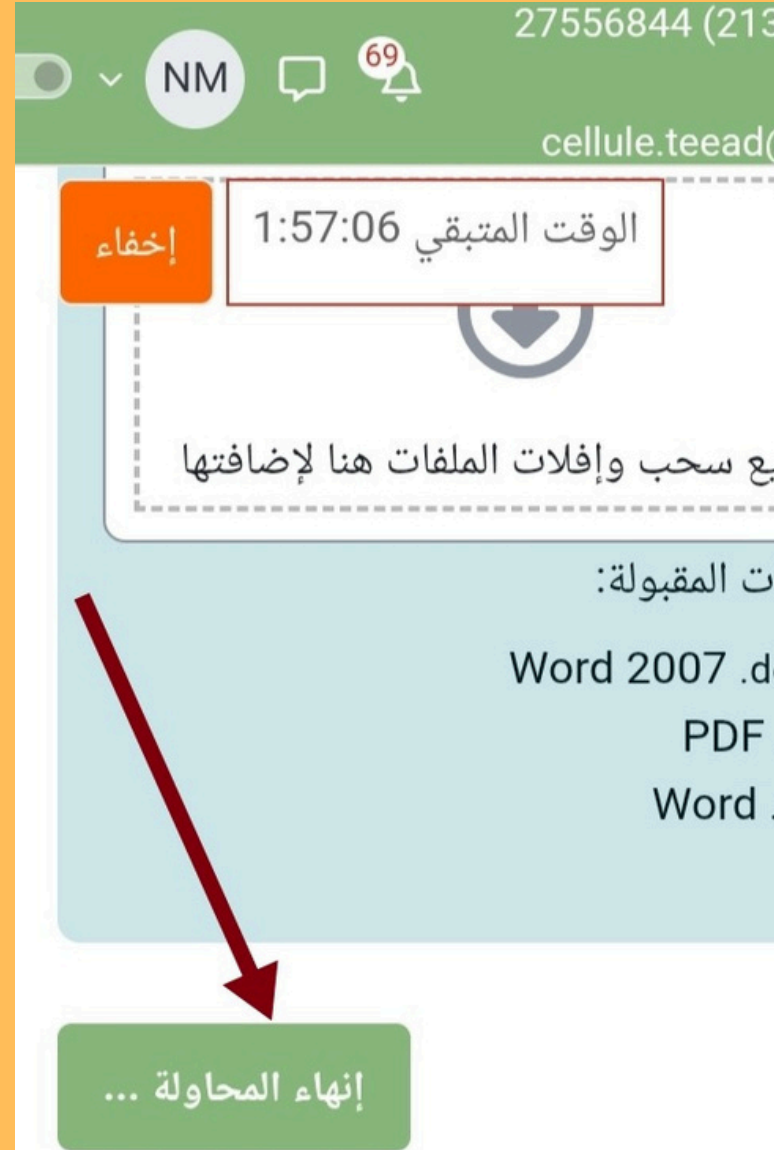 27556844 (213
69
NM
cellule.teead@
الوقت المتبقي 1:57:06
إخفاء
سحب وإفلات الملفات هنا لإضافتها
المقبولة:
Word 2007
PDF
Word
إنهاء المحاولة ...